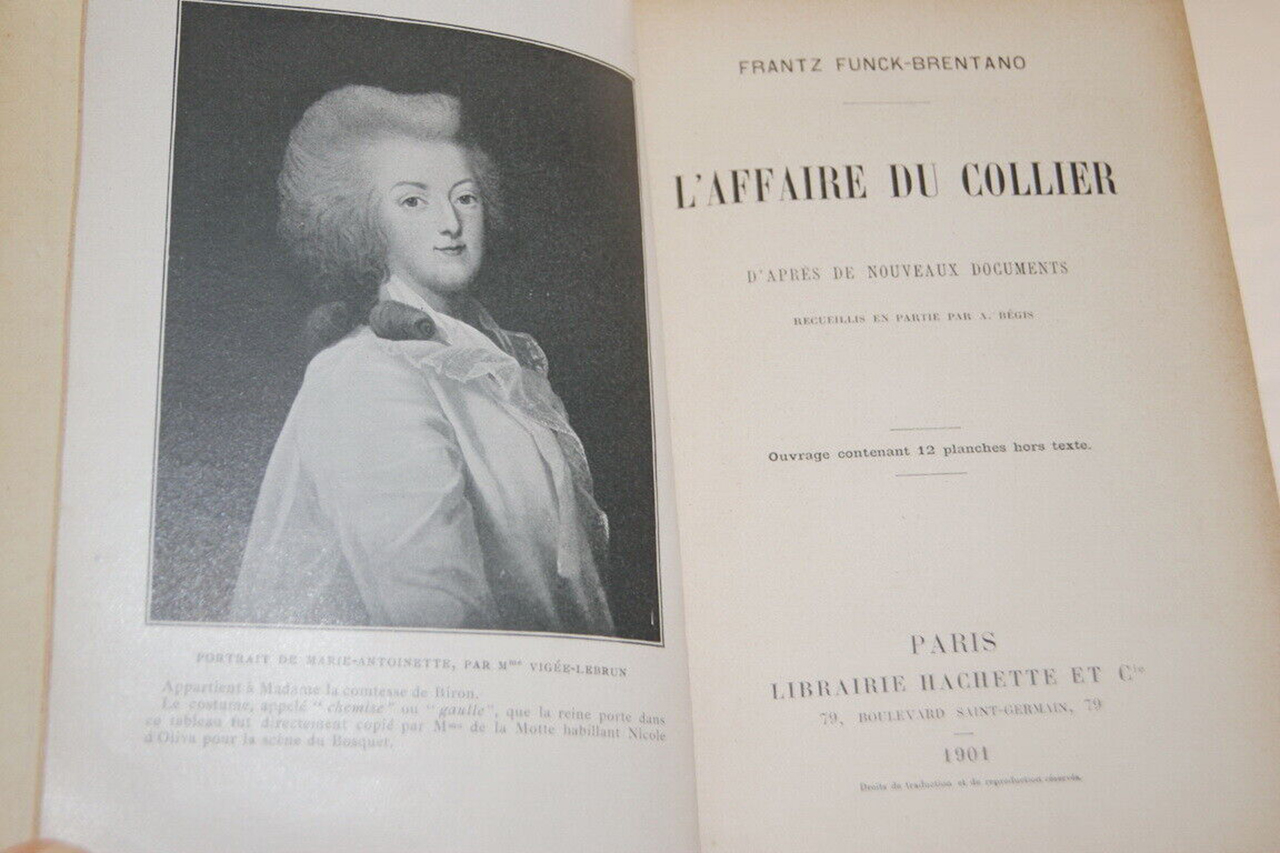 PORTRAIT DE MARIE-ANTOINETTE, PAR Mme VIGÉE-LEBRUN
Appartient à Madame la comtesse de Biron.
Le costume, appelé "chemise" ou "gaulle", que la reine porte dans
ce tableau fut directement copié par Mme de la Motte habillant Nicole
d'Oliva pour la scène du Bosquet.
FRANTZ FUNCK-BRENTANO
L'AFFAIRE DU COLLIER
D'APRÈS DE NOUVEAUX DOCUMENTS
RECUEILLIS EN PARTIE PAR A. BÉGIS
Ouvrage contenant 12 planches hors texte.
PARIS
LIBRAIRIE HACHETTE ET Cie
79, BOULEVARD SAINT-GERMAIN, 79
1901
Droits de traduction et de reproduction réservés.